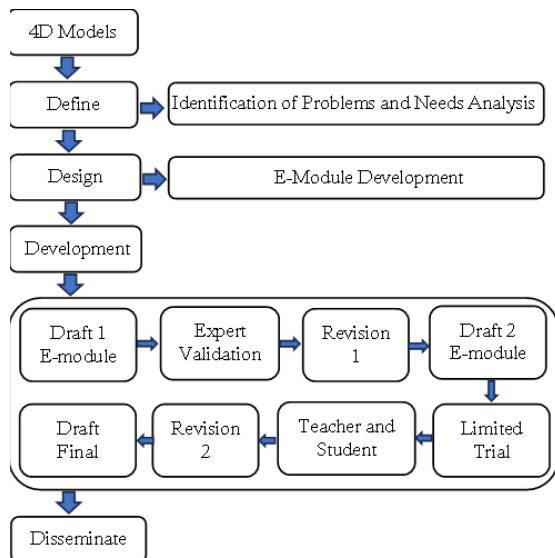 4D Models
Define
Identification of Problems and Needs Analysis
Design
E-Module Development
Development
Draft 1
E-module
Expert
Validation
Revision
1
Draft 2
E-module
Limited
Trial
Teacher and
Student
Revision
2
Draft
Final
Disseminate